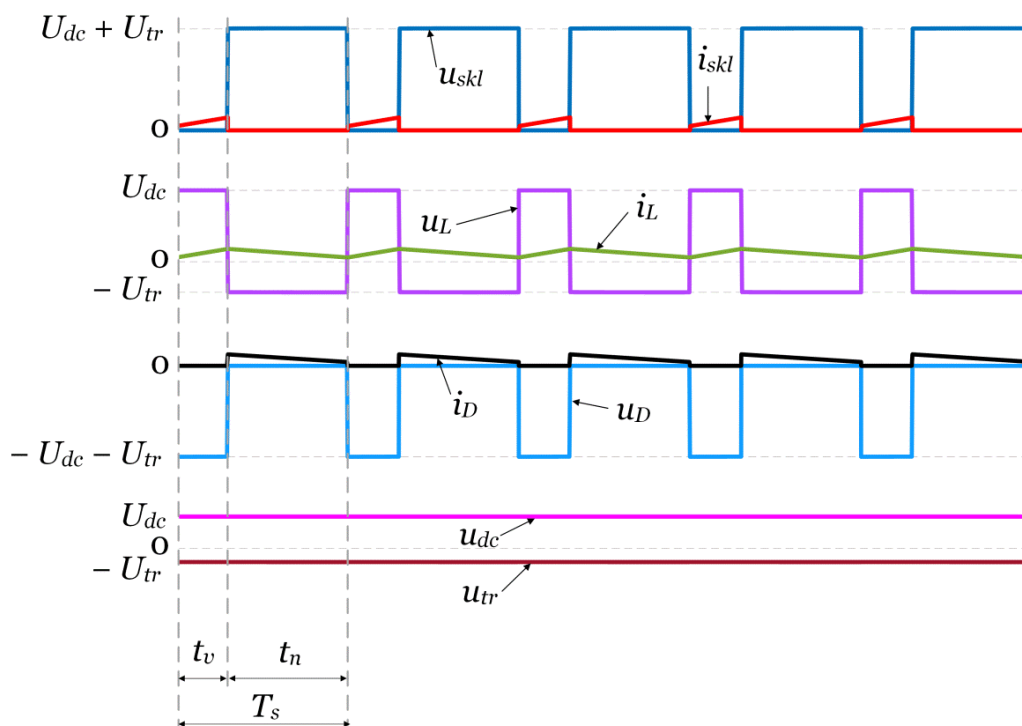 U_dc + U_tr
u_skl
i_skl
0
U_dc
u_L
i_L
0
– U_tr
0
i_D
u_D
– U_dc – U_tr
U_dc
u_dc
0
– U_tr
u_tr
t_v
t_n
T_s